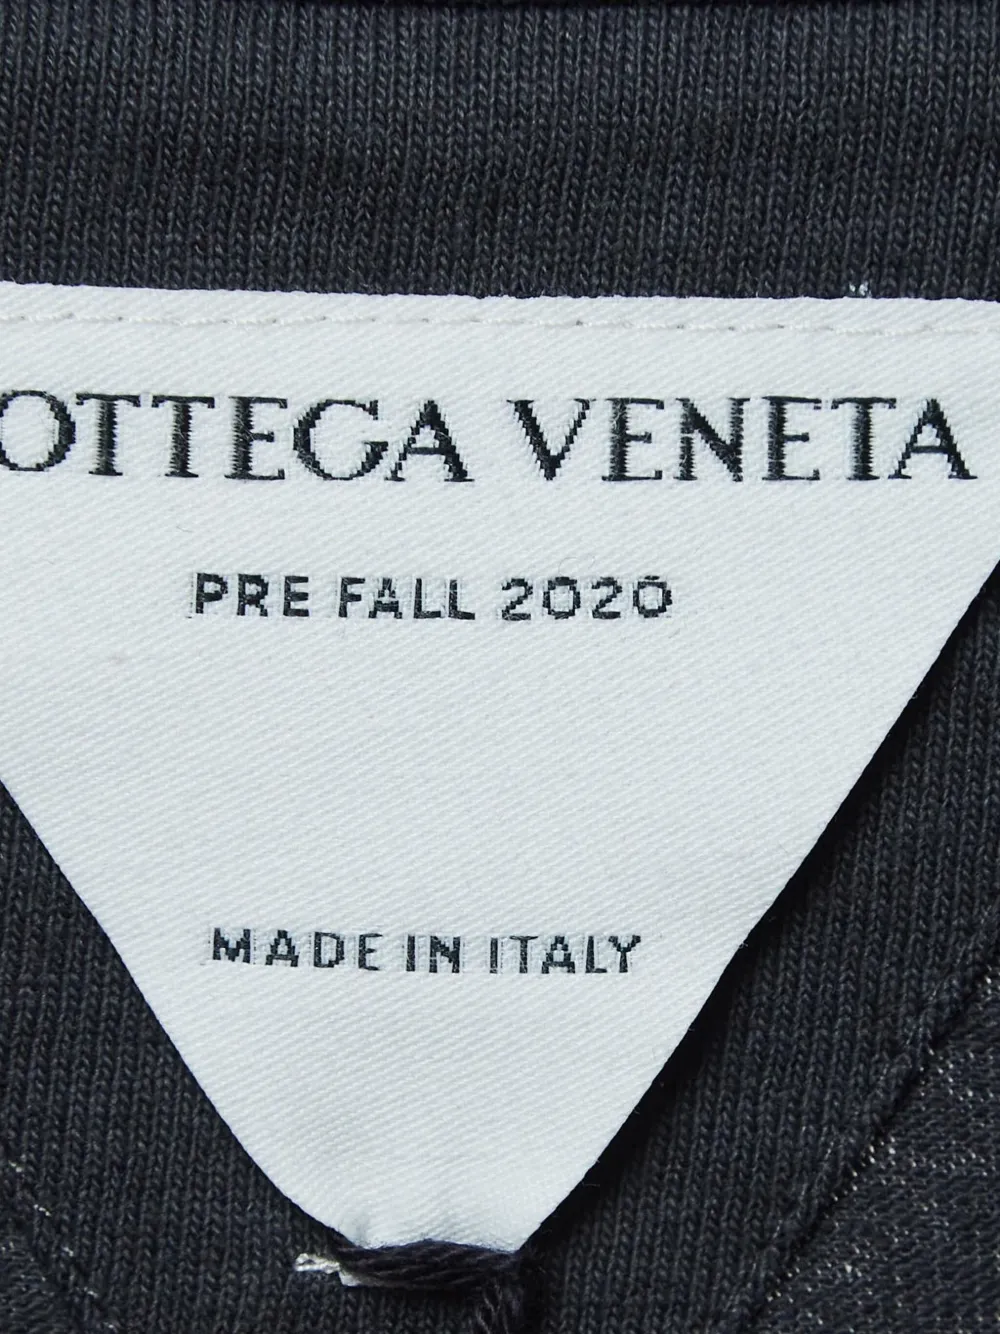 OTTEGA VENETA
PRE FALL 2020
MADE IN ITALY